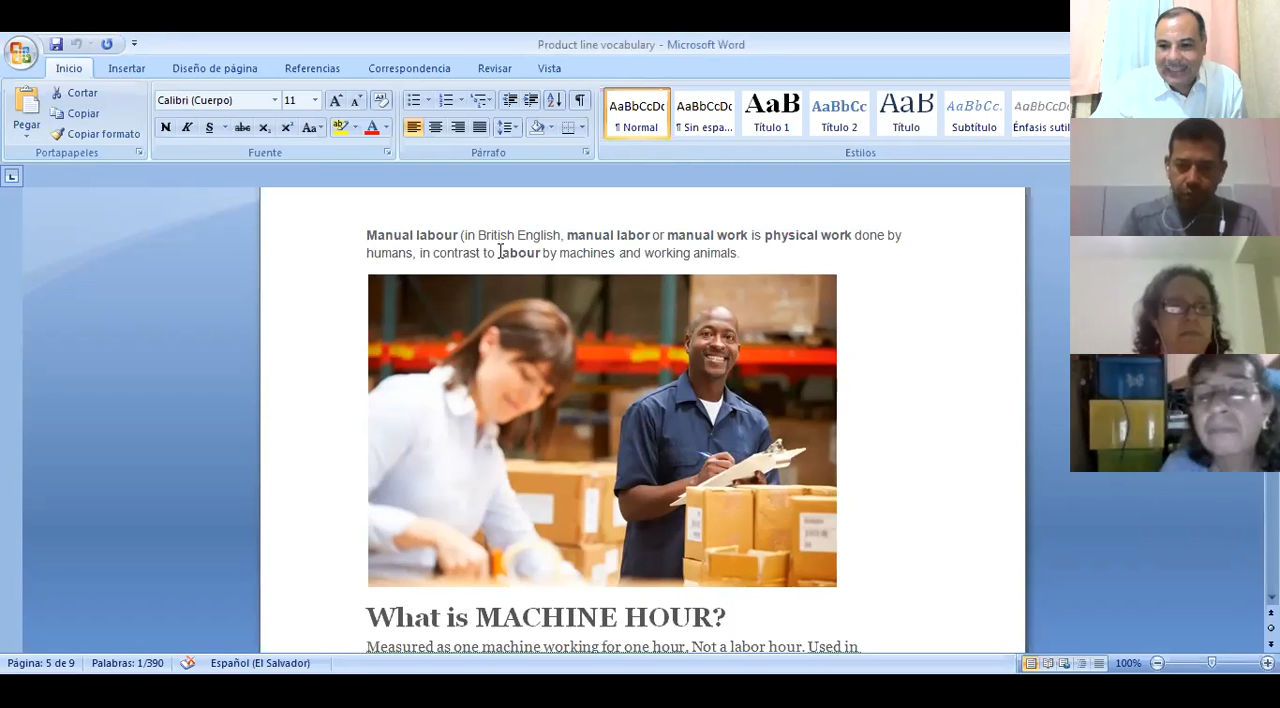 Product line vocabulary - Microsoft Word
Inicio Insertar Diseño de página Referencias Correspondencia Revisar Vista
Pegar
Cortar
Copiar
Copiar formato
Portapapeles
Calibri (Cuerpo) 11
Fuente
Párrafo
AaBbCcDc AaBbCcDc AaB AaBbCc AaB AaBbCc. AaBbCcDc
¶ Normal ¶ Sin espa... Título 1 Título 2 Título Subtítulo Énfasis sutil
Estilos
Manual labour (in British English, manual labor or manual work is physical work done by
humans, in contrast to labour by machines and working animals.
What is MACHINE HOUR?
Measured as one machine working for one hour. Not a labor hour. Used in
Página: 5 de 9 Palabras: 1/390 Español (El Salvador) 100%